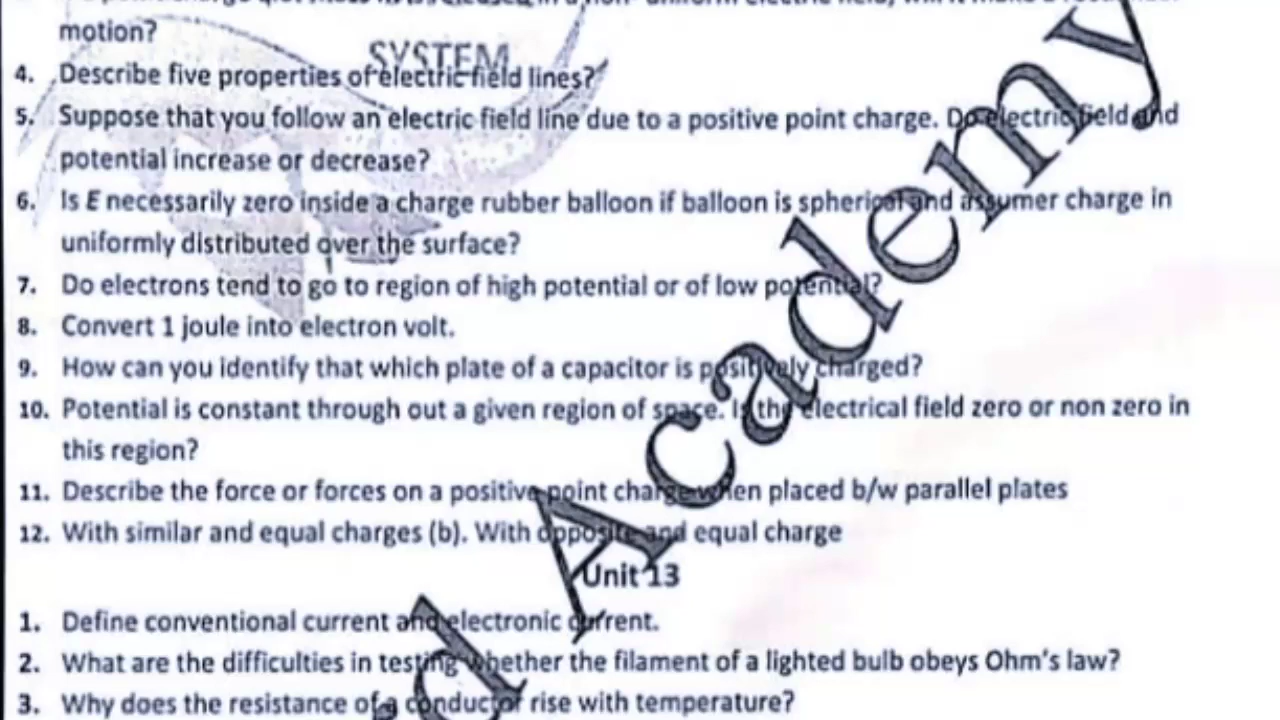 motion?
SYSTEM
4. Describe five properties of electric field lines?
5. Suppose that you follow an electric field line due to a positive point charge. Do electric field and
potential increase or decrease?
6. Is E necessarily zero inside a charge rubber balloon if balloon is spherical and assumer charge in
uniformly distributed over the surface?
7. Do electrons tend to go to region of high potential or of low potential?
8. Convert 1 joule into electron volt.
9. How can you identify that which plate of a capacitor is positively charged?
10. Potential is constant through out a given region of space. Is the electrical field zero or non zero in
this region?
11. Describe the force or forces on a positive point charge when placed b/w parallel plates
12. With similar and equal charges (b). With opposite and equal charge
Unit 13
1. Define conventional current and electronic current.
2. What are the difficulties in testing whether the filament of a lighted bulb obeys Ohm's law?
3. Why does the resistance of a conductor rise with temperature?
d Academy